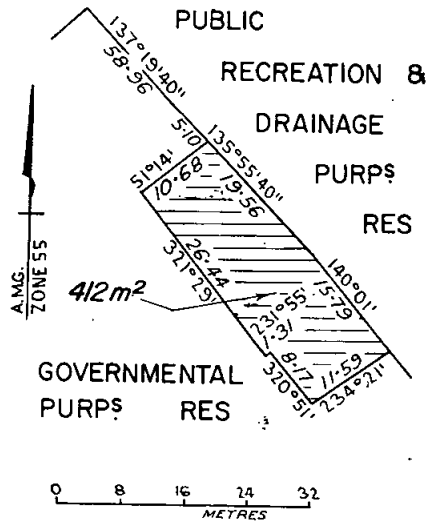 PUBLIC
RECREATION &
DRAINAGE
PURPS
RES
137°19'40"
58·96
5·10
135°55'40"
19·56
51°14'
10·68
A.M.G.
ZONE 55
26·44
321°29'
412m²
140°01'
15·79
231°55'
1·31
8·17
320°51'
11·59
234°21'
GOVERNMENTAL
PURPS RES
0 8 16 24 32
METRES